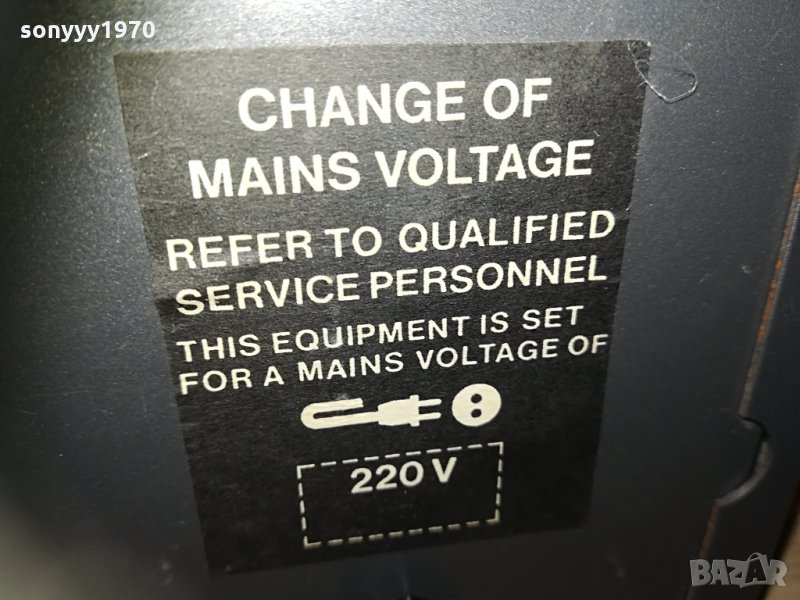 sonyyy1970
CHANGE OF
MAINS VOLTAGE
REFER TO QUALIFIED
SERVICE PERSONNEL
THIS EQUIPMENT IS SET
FOR A MAINS VOLTAGE OF
220 V
BAZAR